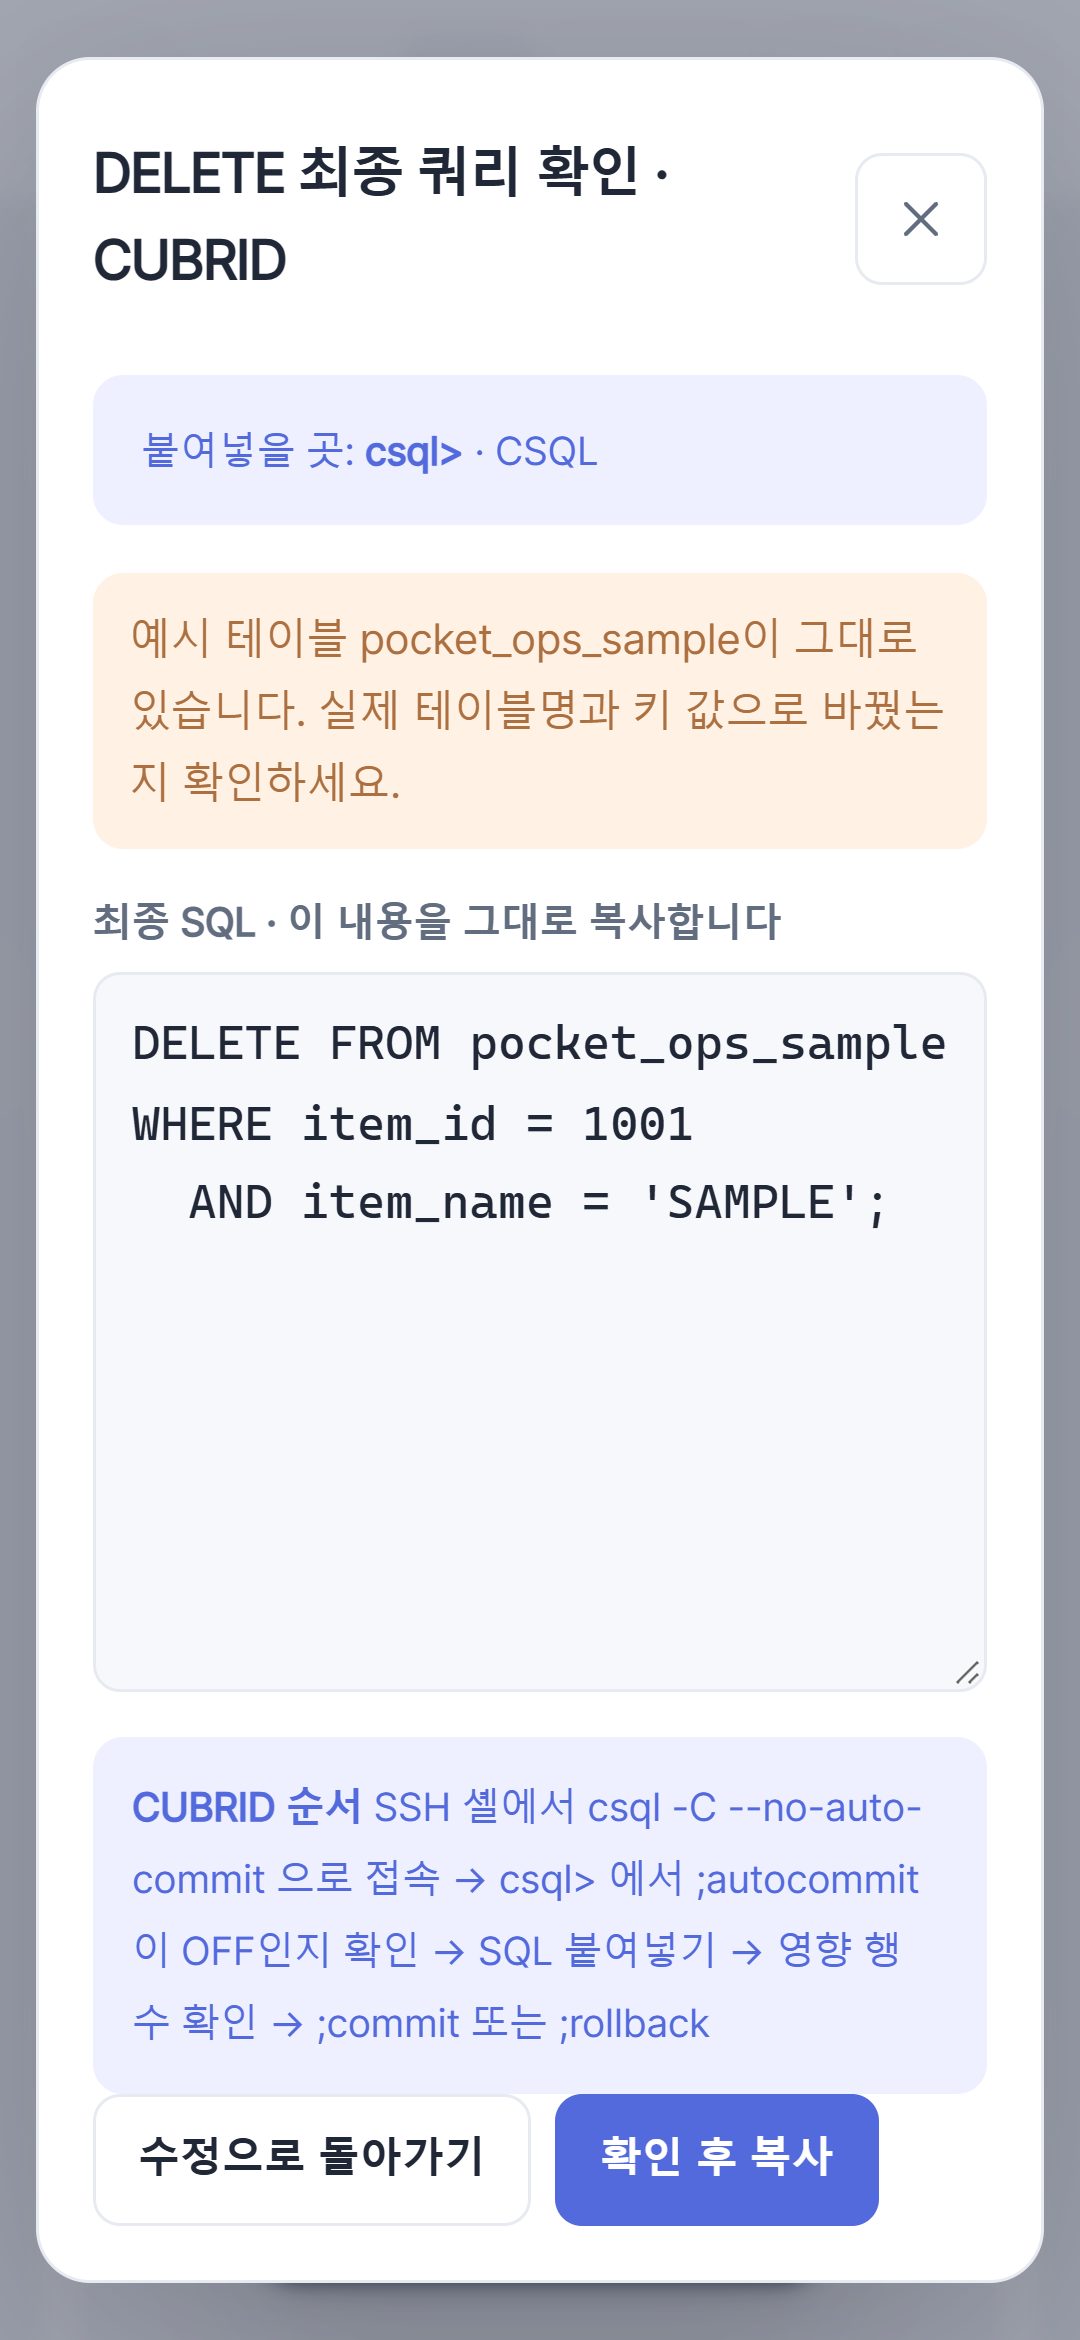 DELETE 최종 쿼리 확인 ·
CUBRID
붙여넣을 곳: csql> · CSQL
예시 테이블 pocket_ops_sample이 그대로
있습니다. 실제 테이블명과 키 값으로 바꿨는
지 확인하세요.
최종 SQL · 이 내용을 그대로 복사합니다
DELETE FROM pocket_ops_sample
WHERE item_id = 1001
  AND item_name = 'SAMPLE';
CUBRID 순서 SSH 셸에서 csql -C --no-auto-
commit 으로 접속 → csql> 에서 ;autocommit
이 OFF인지 확인 → SQL 붙여넣기 → 영향 행
수 확인 → ;commit 또는 ;rollback
수정으로 돌아가기
확인 후 복사